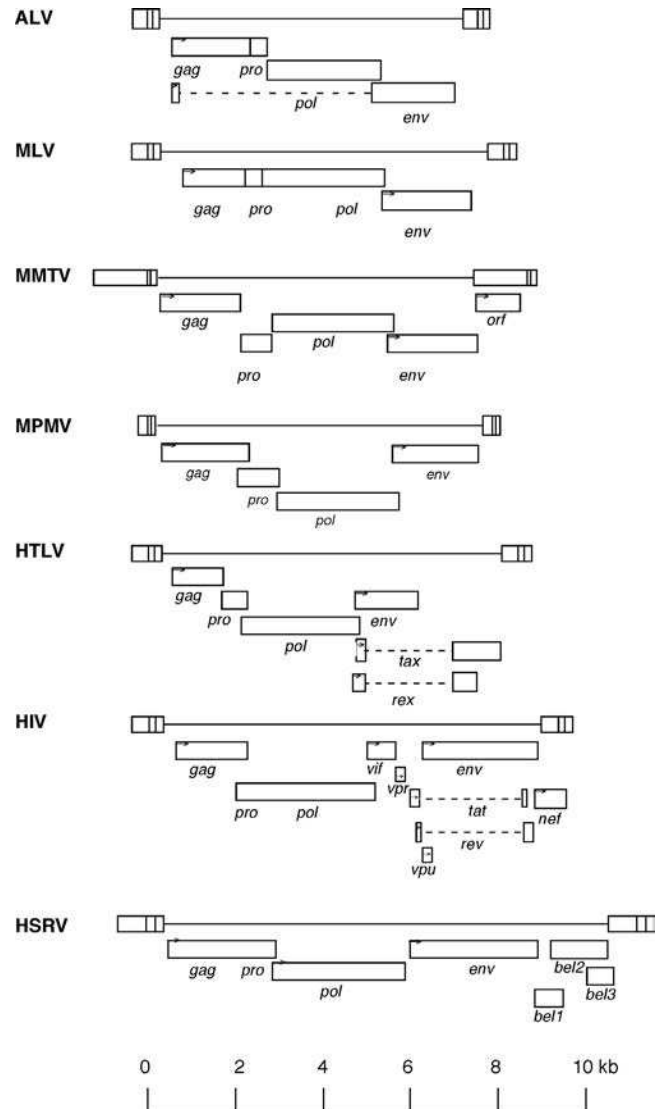 ALV
gag pro
pol
env
MLV
gag pro pol
env
MMTV
gag orf
pol
pro env
MPMV
gag env
pro
pol
HTLV
gag
pro env
pol
tax
rex
HIV
gag vif env
vpr
pro pol tat nef
rev
vpu
HSRV
gag pro env bel2
pol bel3
bel1
0 2 4 6 8 10 kb